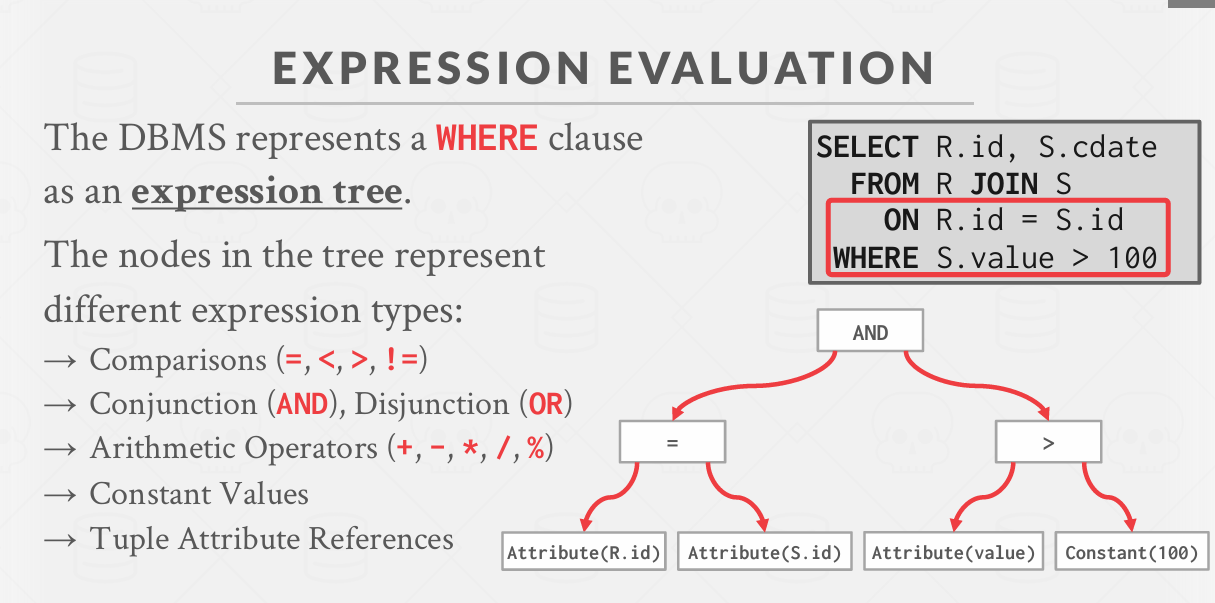 EXPRESSION EVALUATION
The DBMS represents a WHERE clause
as an expression tree.
The nodes in the tree represent
different expression types:
→ Comparisons (=, <, >, !=)
→ Conjunction (AND), Disjunction (OR)
→ Arithmetic Operators (+, -, *, /, %)
→ Constant Values
→ Tuple Attribute References
SELECT R.id, S.cdate
FROM R JOIN S
ON R.id = S.id
WHERE S.value > 100
AND
= >
Attribute(R.id) Attribute(S.id) Attribute(value) Constant(100)